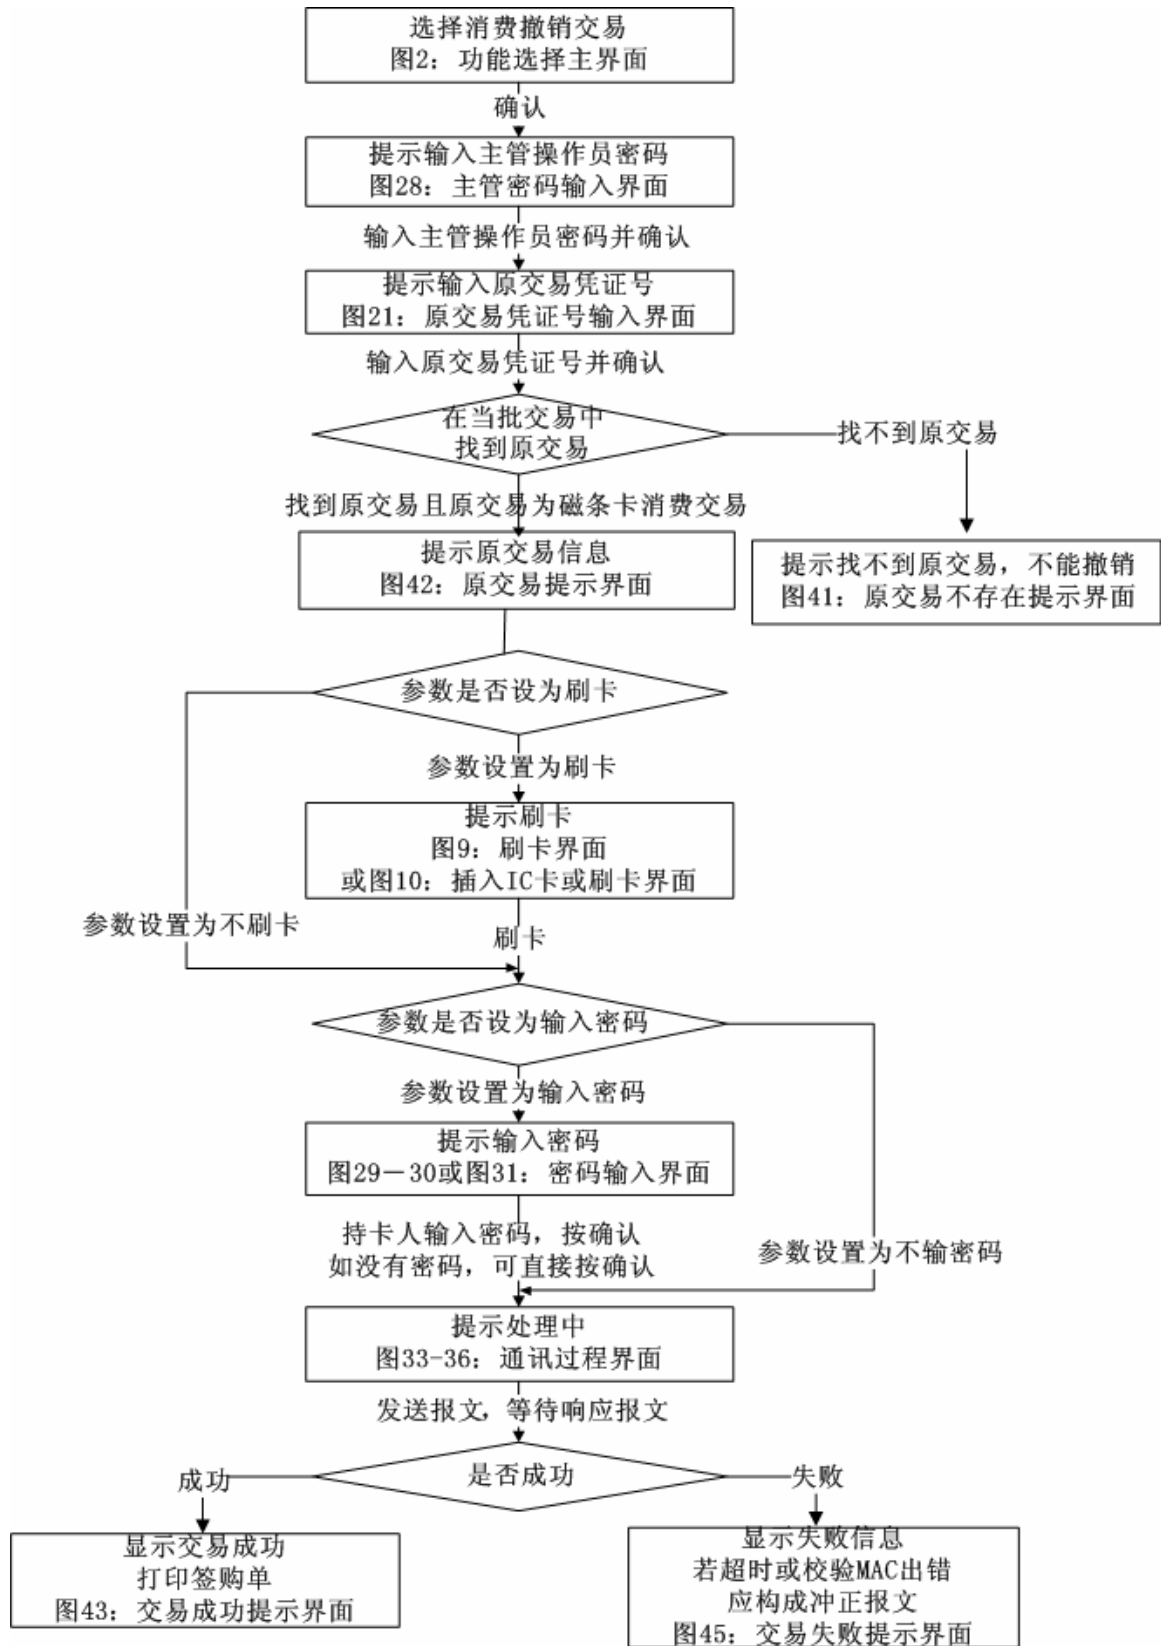 选择消费撤销交易
图2：功能选择主界面
确认
提示输入主管操作员密码
图28：主管密码输入界面
输入主管操作员密码并确认
提示输入原交易凭证号
图21：原交易凭证号输入界面
输入原交易凭证号并确认
在当批交易中
找到原交易
找不到原交易
找到原交易且原交易为磁条卡消费交易
提示原交易信息
图42：原交易提示界面
提示找不到原交易，不能撤销
图41：原交易不存在提示界面
参数是否设为刷卡
参数设置为刷卡
提示刷卡
图9：刷卡界面
或图10：插入IC卡或刷卡界面
参数设置为不刷卡
刷卡
参数是否设为输入密码
参数设置为输入密码
提示输入密码
图29－30或图31：密码输入界面
持卡人输入密码，按确认
如没有密码，可直接按确认
参数设置为不输密码
提示处理中
图33-36：通讯过程界面
发送报文，等待响应报文
是否成功
成功
失败
显示交易成功
打印签购单
图43：交易成功提示界面
显示失败信息
若超时或校验MAC出错
应构成冲正报文
图45：交易失败提示界面